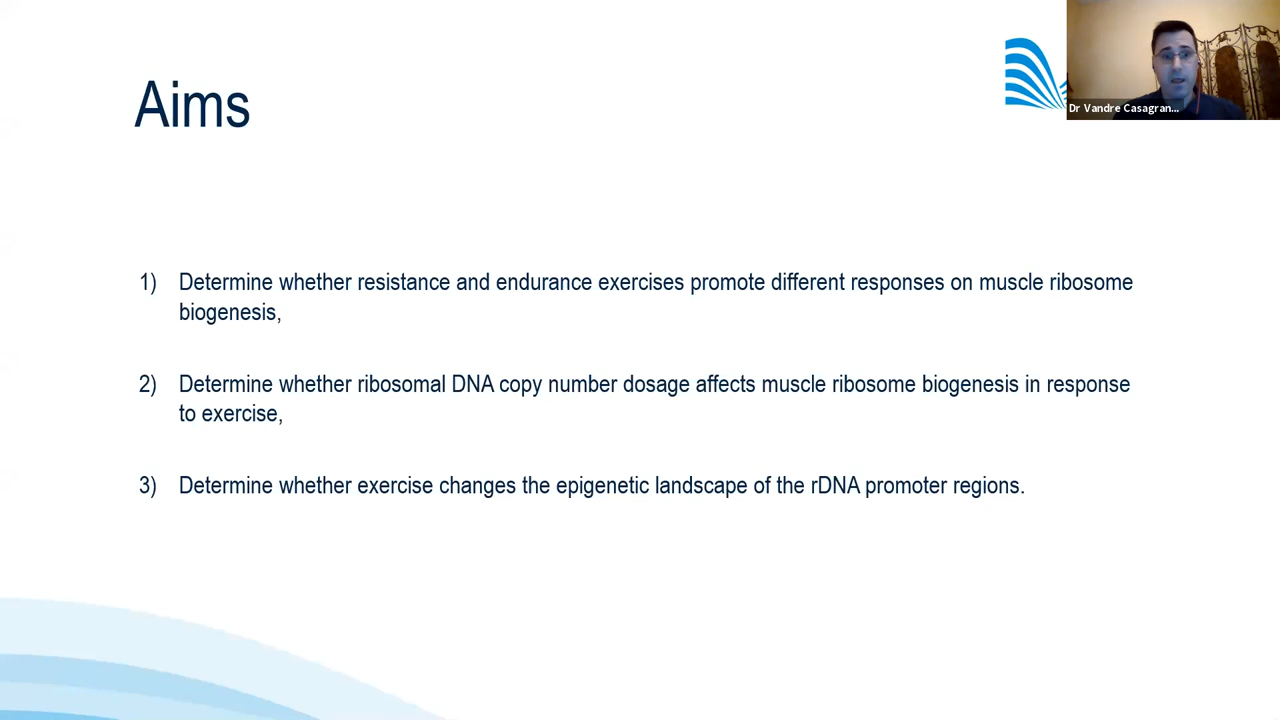 Aims
Dr Vandre Casagran...
1) Determine whether resistance and endurance exercises promote different responses on muscle ribosome
biogenesis,
2) Determine whether ribosomal DNA copy number dosage affects muscle ribosome biogenesis in response
to exercise,
3) Determine whether exercise changes the epigenetic landscape of the rDNA promoter regions.